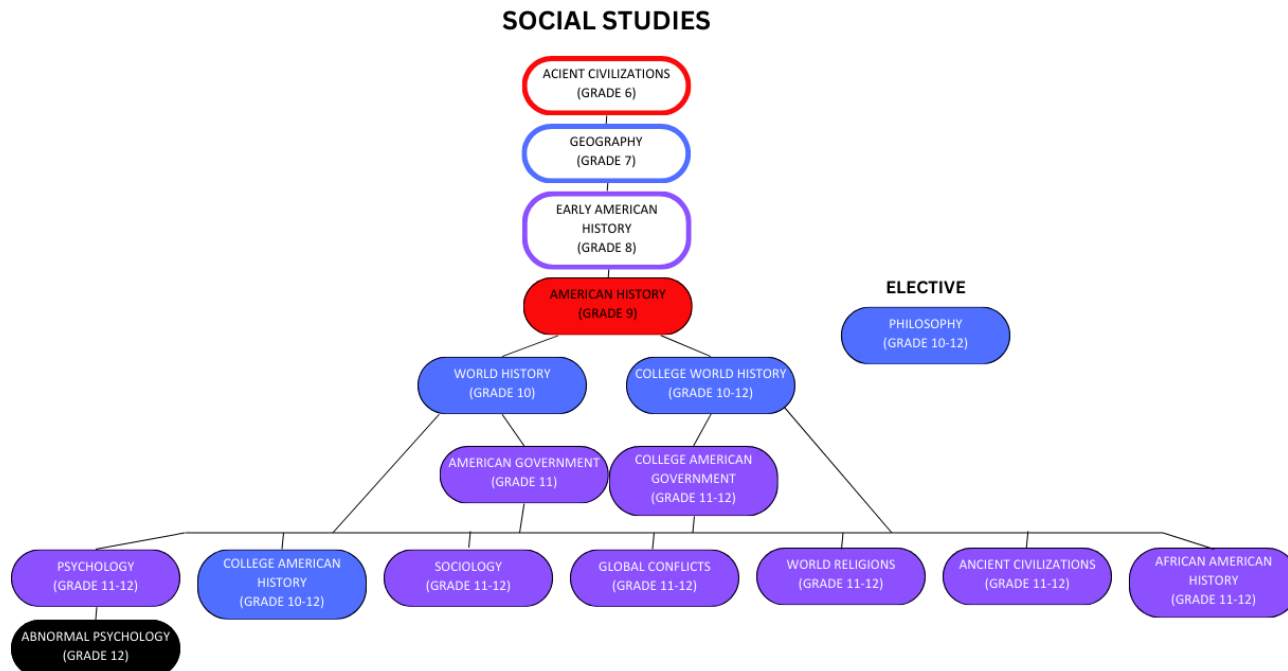 SOCIAL STUDIES
ACIENT CIVILIZATIONS
(GRADE 6)
GEOGRAPHY
(GRADE 7)
EARLY AMERICAN
HISTORY
(GRADE 8)
AMERICAN HISTORY
(GRADE 9)
ELECTIVE
PHILOSOPHY
(GRADE 10-12)
WORLD HISTORY
(GRADE 10)
COLLEGE WORLD HISTORY
(GRADE 10-12)
AMERICAN GOVERNMENT
(GRADE 11)
COLLEGE AMERICAN
GOVERNMENT
(GRADE 11-12)
PSYCHOLOGY
(GRADE 11-12)
COLLEGE AMERICAN
HISTORY
(GRADE 10-12)
SOCIOLOGY
(GRADE 11-12)
GLOBAL CONFLICTS
(GRADE 11-12)
WORLD RELIGIONS
(GRADE 11-12)
ANCIENT CIVILIZATIONS
(GRADE 11-12)
AFRICAN AMERICAN
HISTORY
(GRADE 11-12)
ABNORMAL PSYCHOLOGY
(GRADE 12)